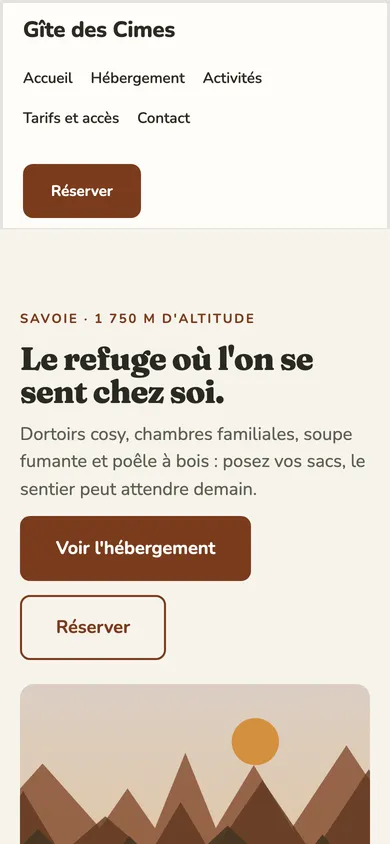 Gîte des Cimes
Accueil Hébergement Activités
Tarifs et accès Contact
Réserver
SAVOIE · 1 750 M D'ALTITUDE
Le refuge où l'on se
sent chez soi.
Dortoirs cosy, chambres familiales, soupe
fumante et poêle à bois : posez vos sacs, le
sentier peut attendre demain.
Voir l'hébergement
Réserver